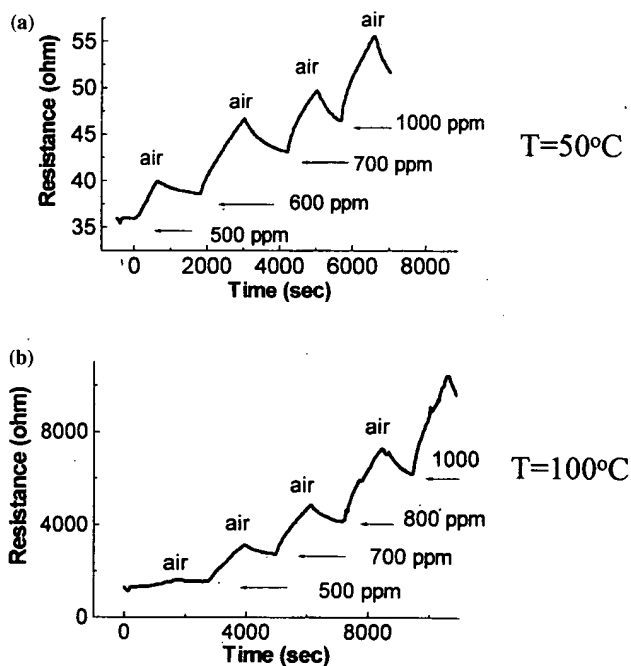 (a)
55
50
45
40
35
Resistance (ohm)
air
air
air
air
1000 ppm
700 ppm
600 ppm
500 ppm
T=50°C
0 2000 4000 6000 8000
Time (sec)
(b)
8000
4000
0
Resistance (ohm)
air
air
air
air
1000
800 ppm
700 ppm
500 ppm
T=100°C
0 4000 8000
Time (sec)